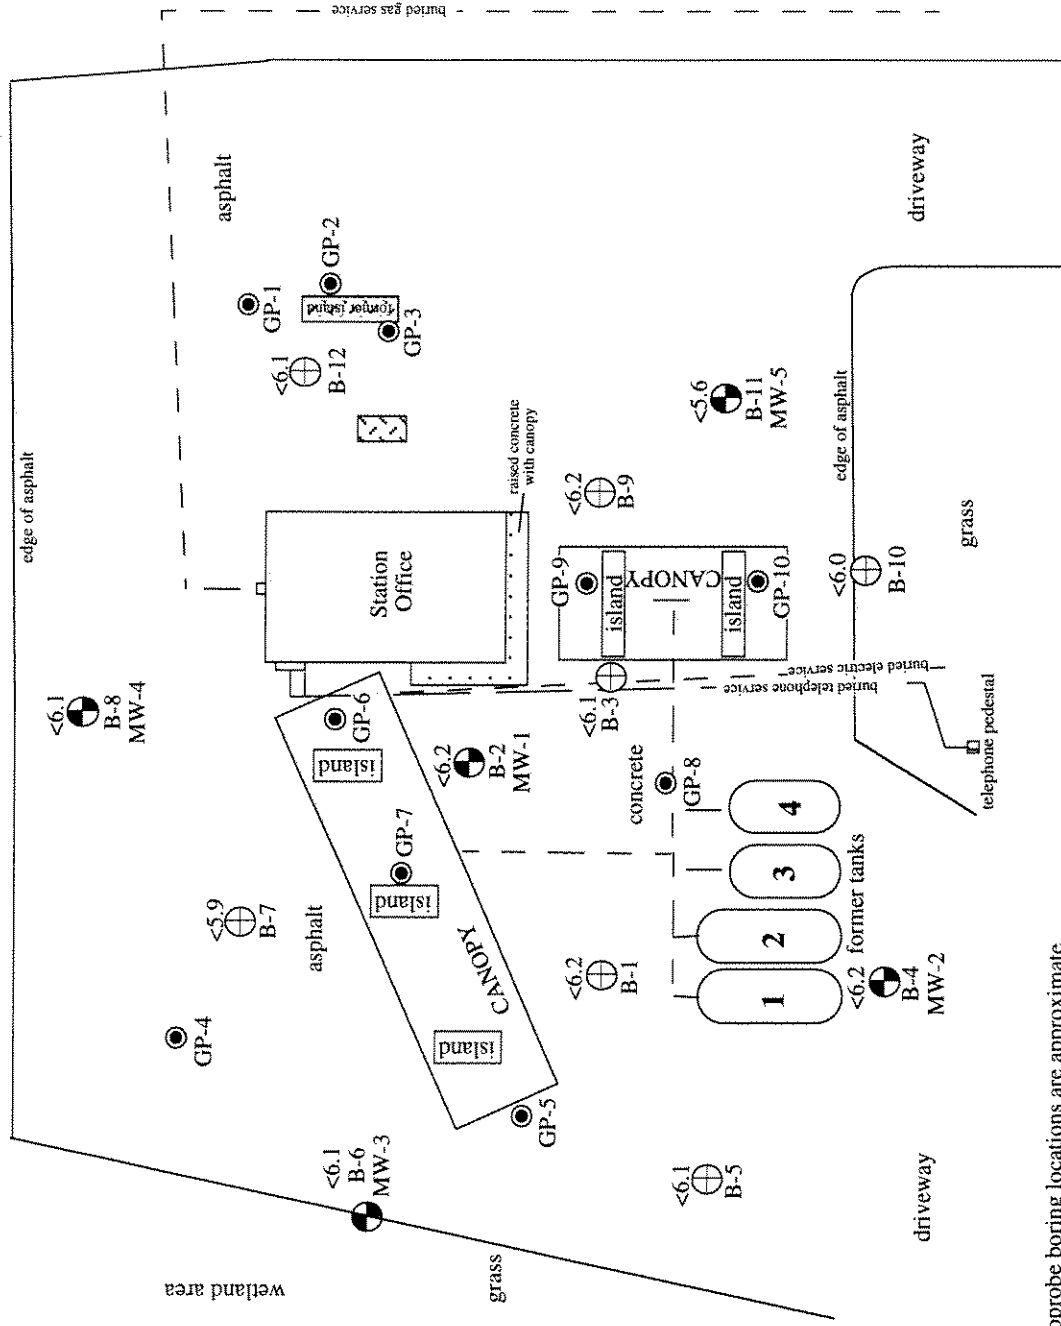 buried gas service
edge of asphalt
asphalt
GP-1
GP-2
former island
GP-3
<6.1
B-12
raised concrete
with canopy
Station
Office
<6.1
B-8
MW-4
GP-6
island
<6.2
B-2
MW-1
GP-7
island
CANOPY
island
<5.9
B-7
asphalt
GP-4
GP-5
<6.1
B-6
MW-3
wetland area
grass
driveway
<5.6
B-11
MW-5
<6.2
B-9
GP-9
island
CANOPY
island
GP-10
edge of asphalt
grass
<6.0
B-10
buried electric service
buried telephone service
<6.1
B-3
telephone pedestal
concrete
GP-8
4
3
2
1
former tanks
<6.2
B-1
<6.2
B-4
MW-2
<6.1
B-5
driveway
oprobe boring locations are approximate